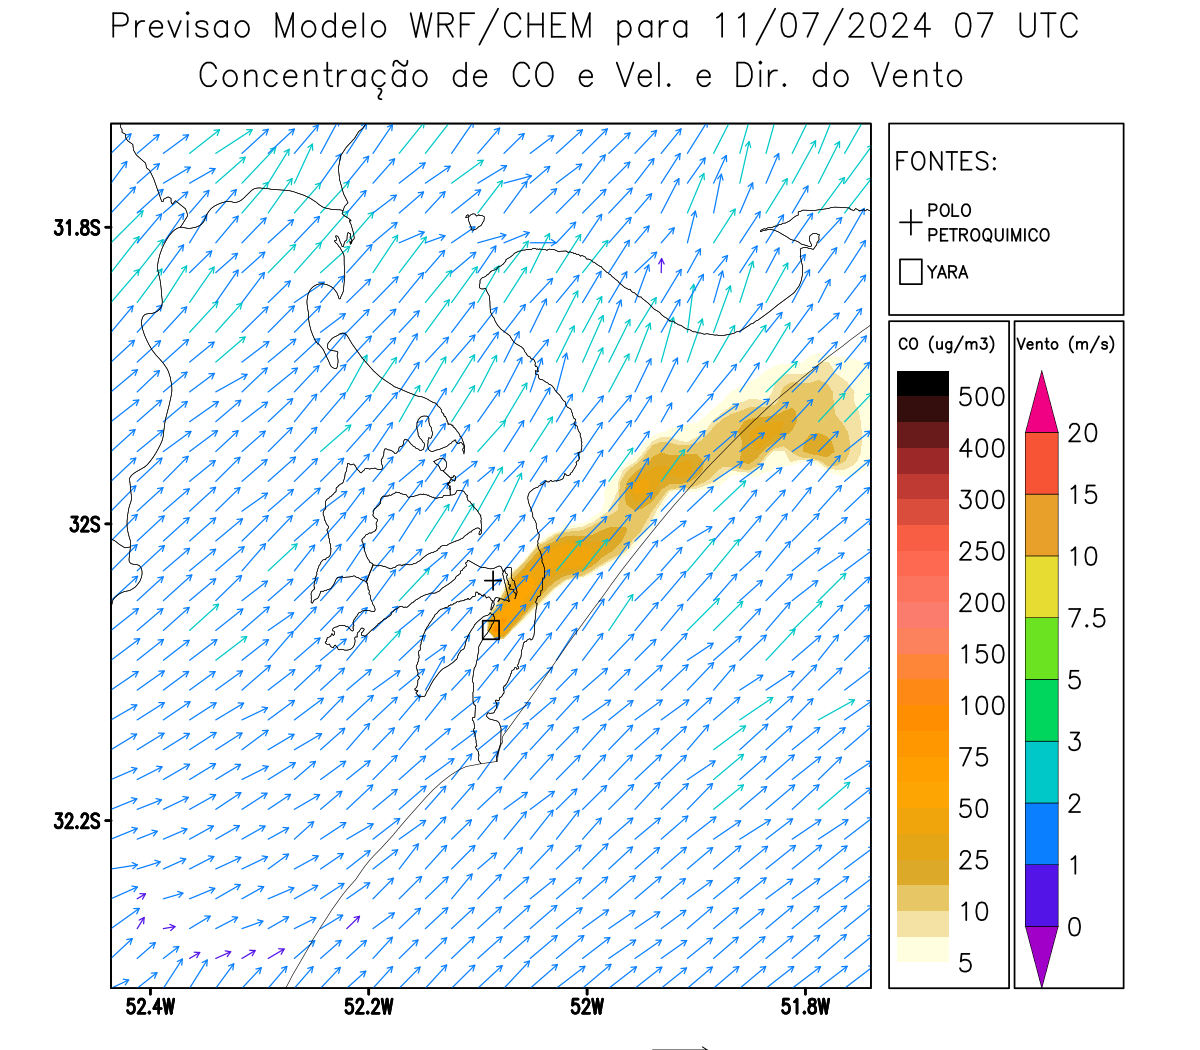 Previsao Modelo WRF/CHEM para 11/07/2024 07 UTC
Concentração de CO e Vel. e Dir. do Vento
FONTES:
POLO
PETROQUIMICO
YARA
31.8S
32S
32.2S
52.4W
52.2W
52W
51.8W
CO (ug/m3)
500
400
300
250
200
150
100
75
50
25
10
5
Vento (m/s)
20
15
10
7.5
5
3
2
1
0